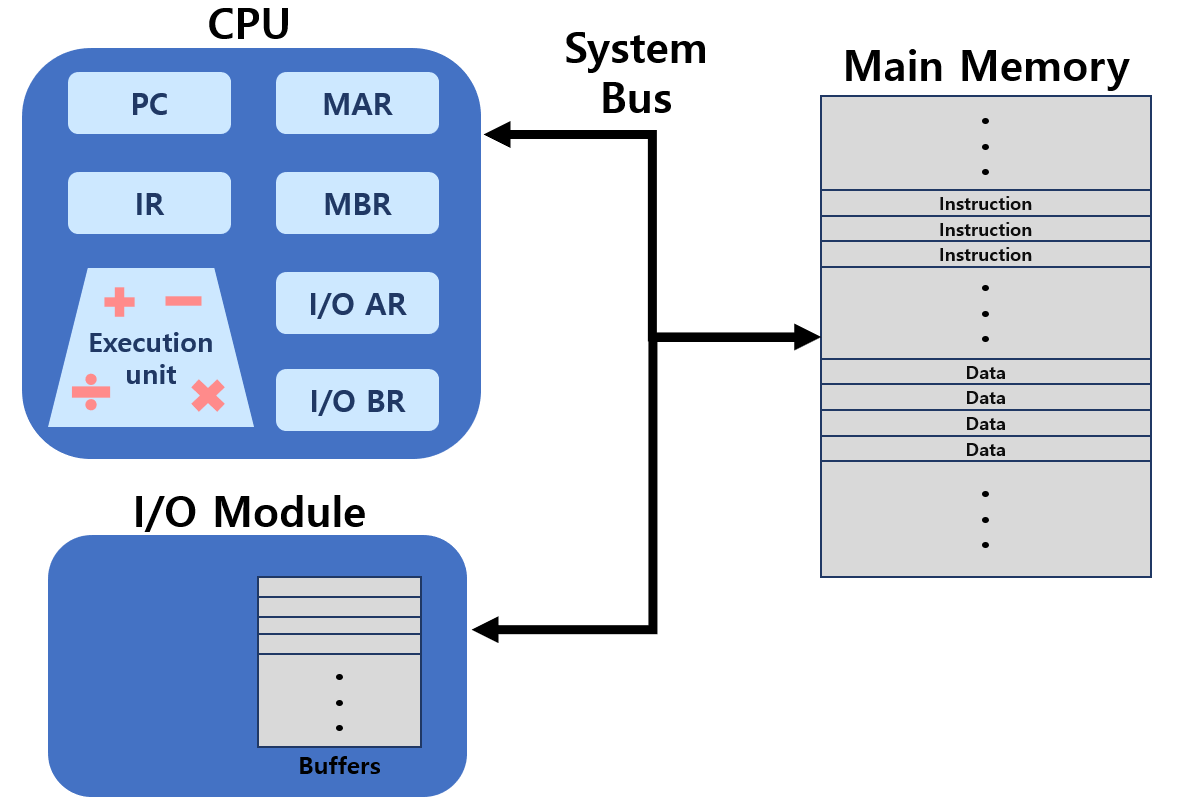 CPU
PC
MAR
IR
MBR
Execution
unit
I/O AR
I/O BR
System
Bus
Main Memory
Instruction
Instruction
Instruction
Data
Data
Data
Data
I/O Module
Buffers